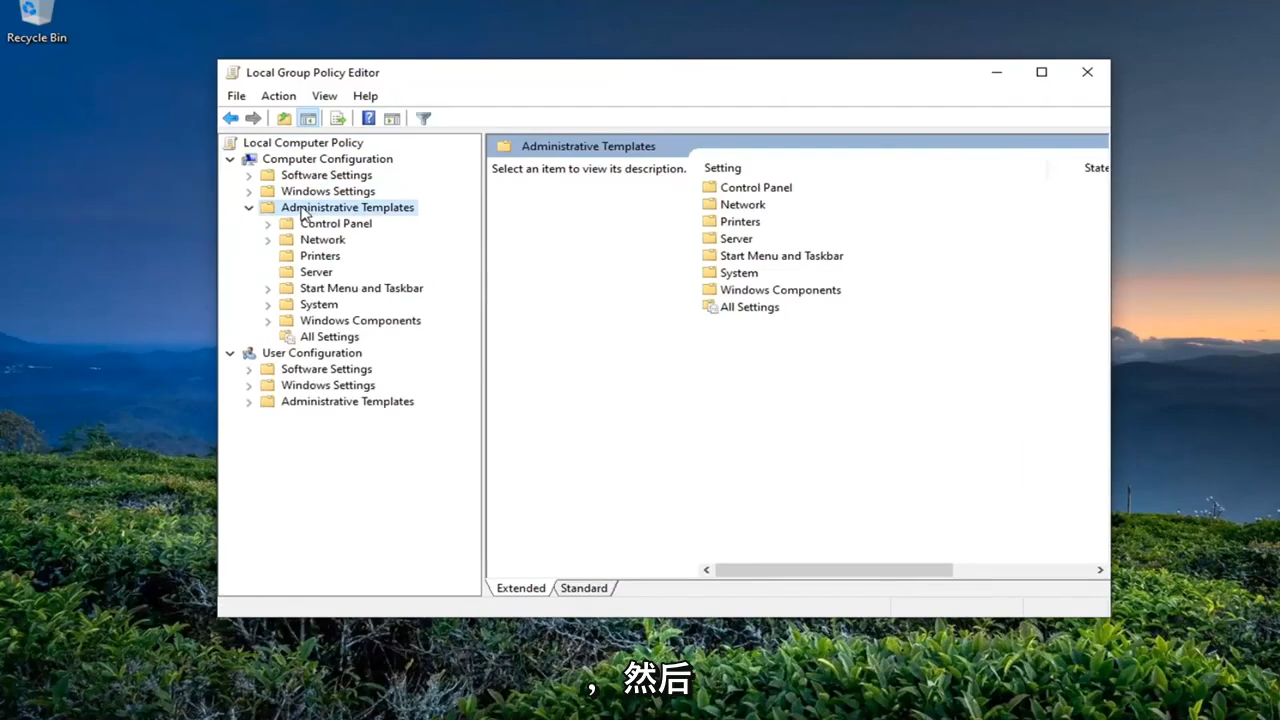 Recycle Bin
Local Group Policy Editor
File Action View Help
Local Computer Policy
Computer Configuration
Software Settings
Windows Settings
Administrative Templates
Control Panel
Network
Printers
Server
Start Menu and Taskbar
System
Windows Components
All Settings
User Configuration
Software Settings
Windows Settings
Administrative Templates
Administrative Templates
Select an item to view its description.
Setting State
Control Panel
Network
Printers
Server
Start Menu and Taskbar
System
Windows Components
All Settings
Extended Standard
，然后